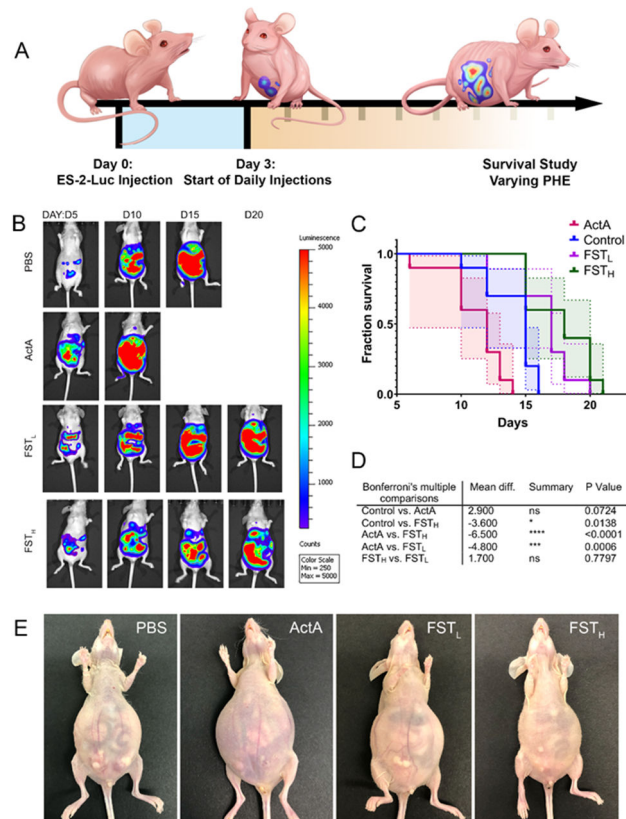 A
Day 0:
ES-2-Luc Injection
Day 3:
Start of Daily Injections
Survival Study
Varying PHE
B
DAY:D5 D10 D15 D20
PBS
ActA
FSTL
FSTH
Luminescence
5000
4000
3000
2000
1000
Counts
Color Scale
Min = 250
Max = 5000
C
ActA
Control
FSTL
FSTH
Fraction survival
1.0
0.5
0.0
5 10 15 20
Days
D
Bonferroni's multiple
comparisons Mean diff. Summary P Value
Control vs. ActA 2.900 ns 0.0724
Control vs. FSTH -3.600 * 0.0138
ActA vs. FSTH -6.500 **** <0.0001
ActA vs. FSTL -4.800 *** 0.0006
FSTH vs. FSTL 1.700 ns 0.7797
E
PBS ActA FSTL FSTH